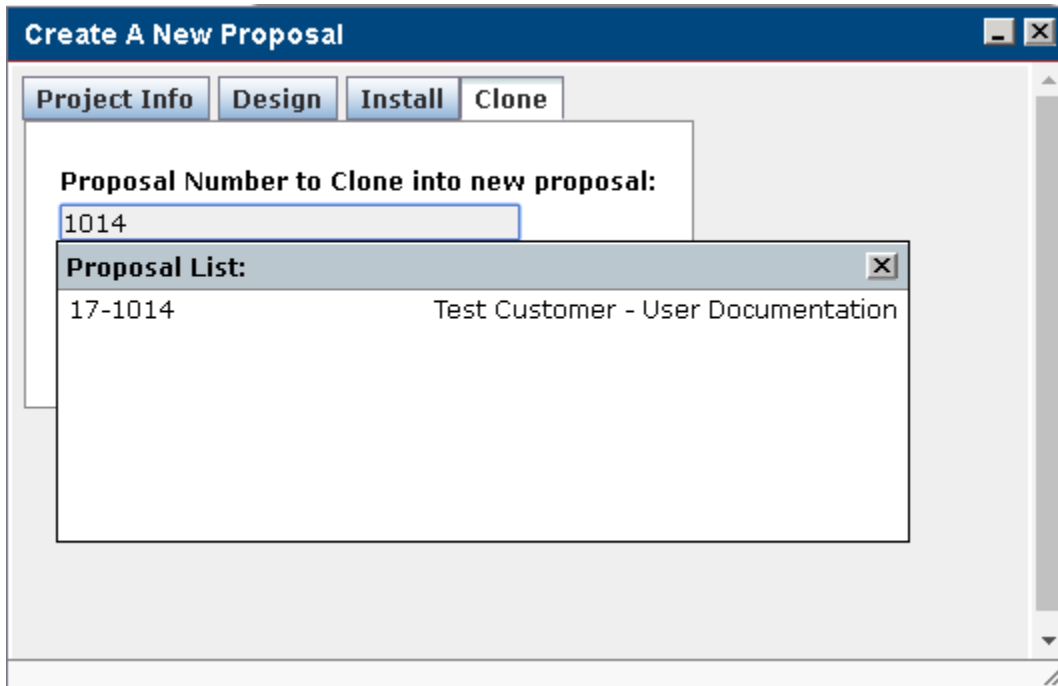 Create A New Proposal
Project Info Design Install Clone
Proposal Number to Clone into new proposal:
1014
Proposal List:
17-1014 Test Customer - User Documentation